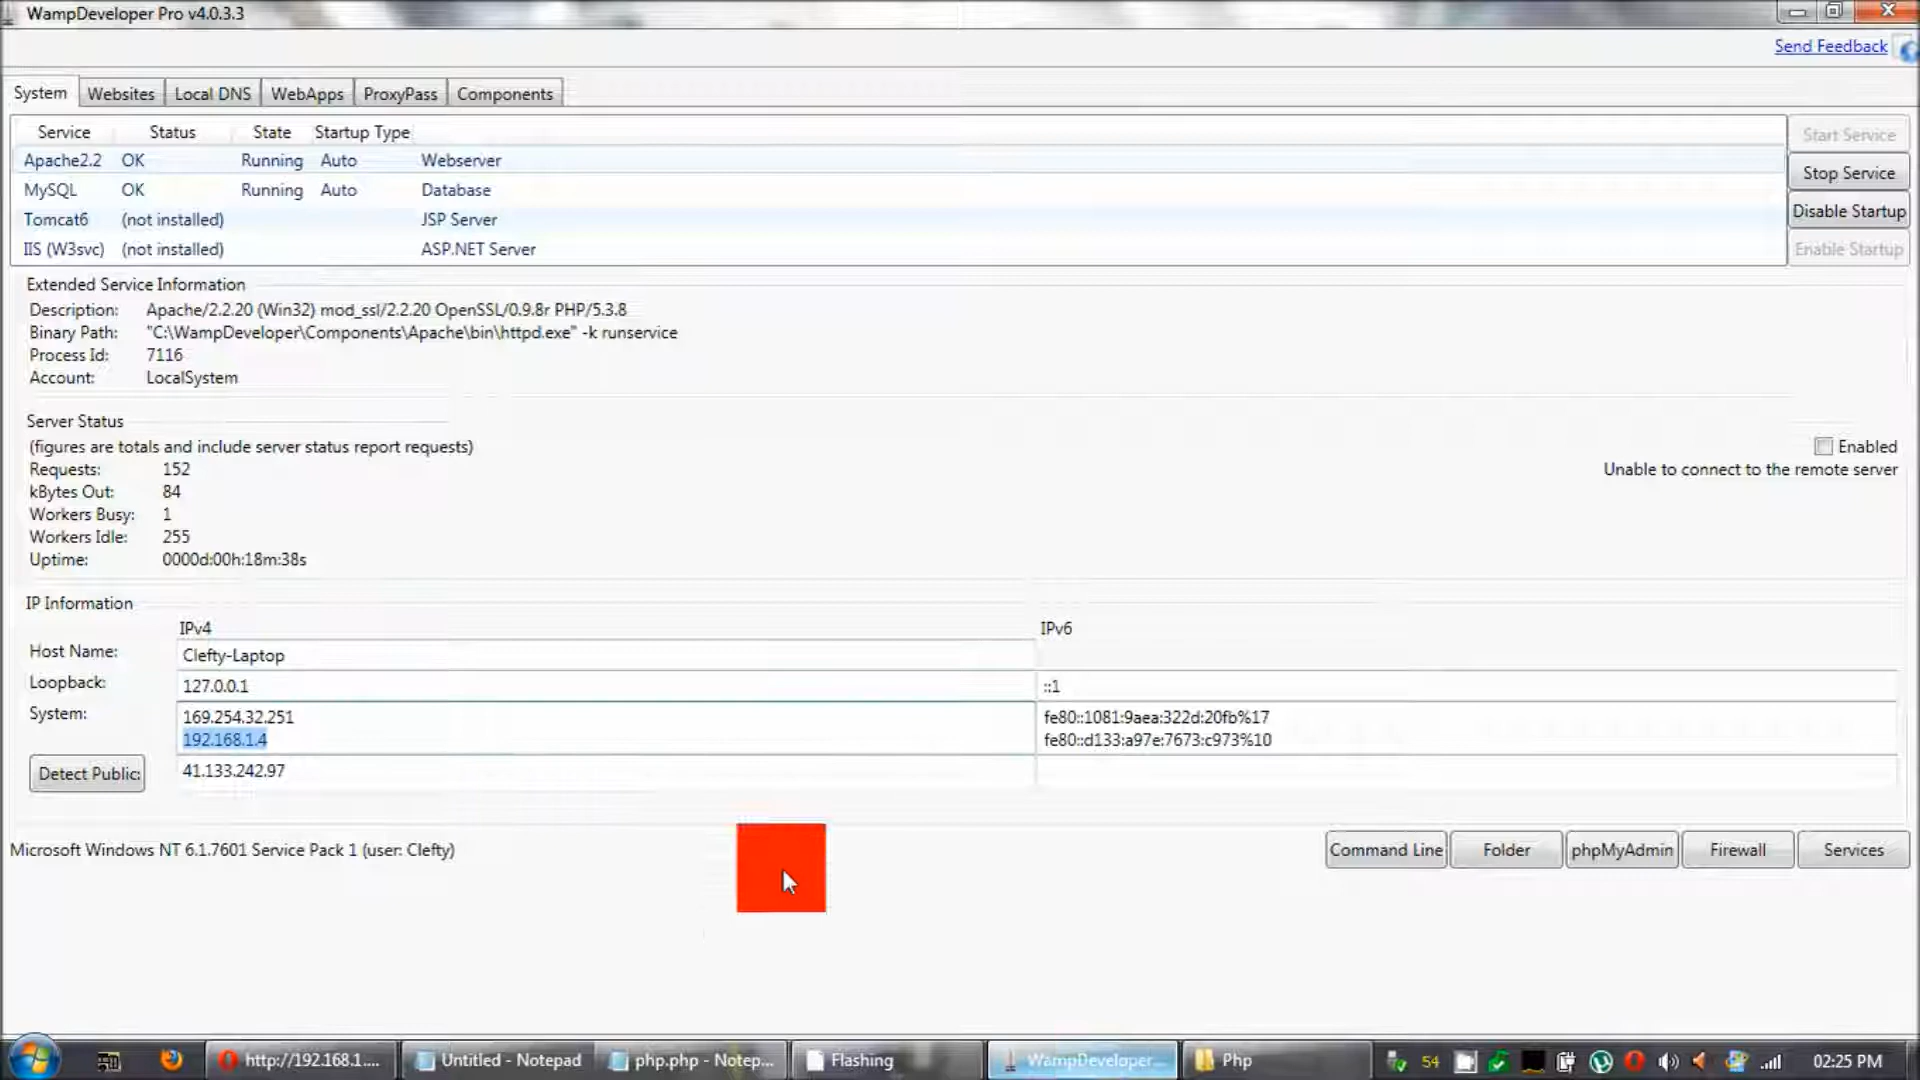 WampDeveloper Pro v4.0.3.3
Send Feedback
System Websites Local DNS WebApps ProxyPass Components
Service Status State Startup Type
Start Service
Apache2.2 OK Running Auto Webserver
Stop Service
MySQL OK Running Auto Database
Disable Startup
Tomcat6 (not installed) JSP Server
IIS (W3svc) (not installed) ASP.NET Server
Enable Startup
Extended Service Information
Description: Apache/2.2.20 (Win32) mod_ssl/2.2.20 OpenSSL/0.9.8r PHP/5.3.8
Binary Path: "C:\WampDeveloper\Components\Apache\bin\httpd.exe" -k runservice
Process Id: 7116
Account: LocalSystem
Server Status
(figures are totals and include server status report requests)
Enabled
Requests: 152
Unable to connect to the remote server
kBytes Out: 84
Workers Busy: 1
Workers Idle: 255
Uptime: 0000d:00h:18m:38s
IP Information
IPv4 IPv6
Host Name: Clefty-Laptop
Loopback: 127.0.0.1 ::1
System: 169.254.32.251 fe80::1081:9aea:322d:20fb%17
192.168.1.4 fe80::d133:a97e:7673:c973%10
Detect Public: 41.133.242.97
Microsoft Windows NT 6.1.7601 Service Pack 1 (user: Clefty)
Command Line Folder phpMyAdmin Firewall Services
http://192.168.1.... Untitled - Notepad php.php - Notep... Flashing WampDeveloper... Php 54 02:25 PM